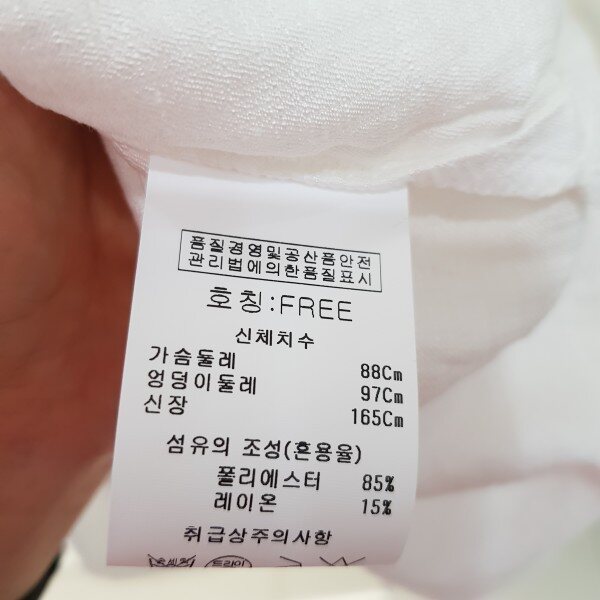 품질경영및공산품안전
관리법에의한품질표시
호칭:FREE
신체치수
가슴둘레 88Cm
엉덩이둘레 97Cm
신장 165Cm
섬유의 조성(혼용율)
폴리에스터 85%
레이온 15%
취급상주의사항
드라이